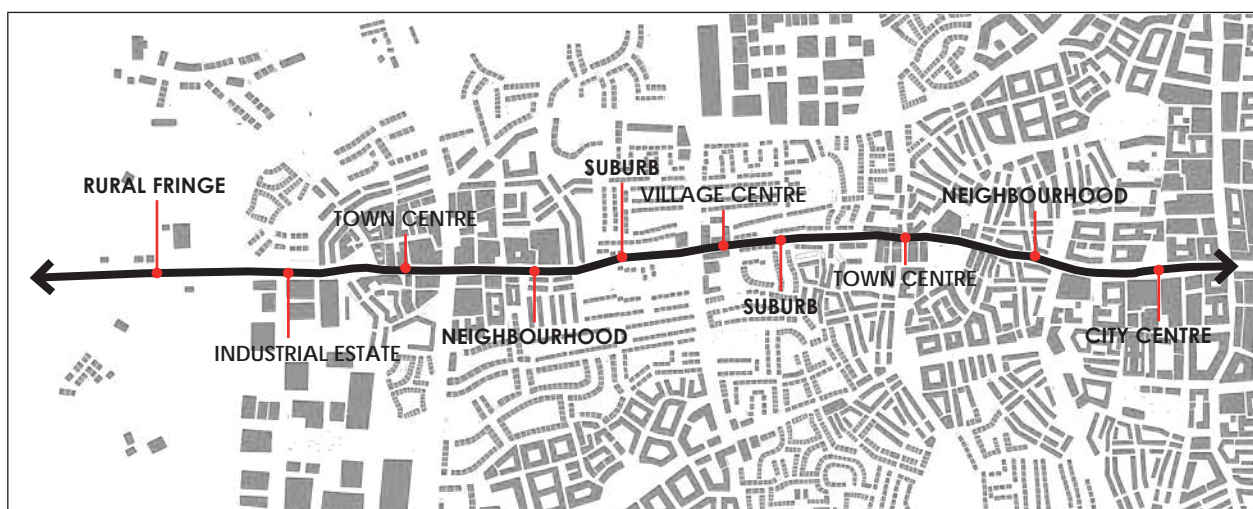 SUBURB
RURAL FRINGE
VILLAGE CENTRE
NEIGHBOURHOOD
TOWN CENTRE
TOWN CENTRE
SUBURB
NEIGHBOURHOOD
CITY CENTRE
INDUSTRIAL ESTATE